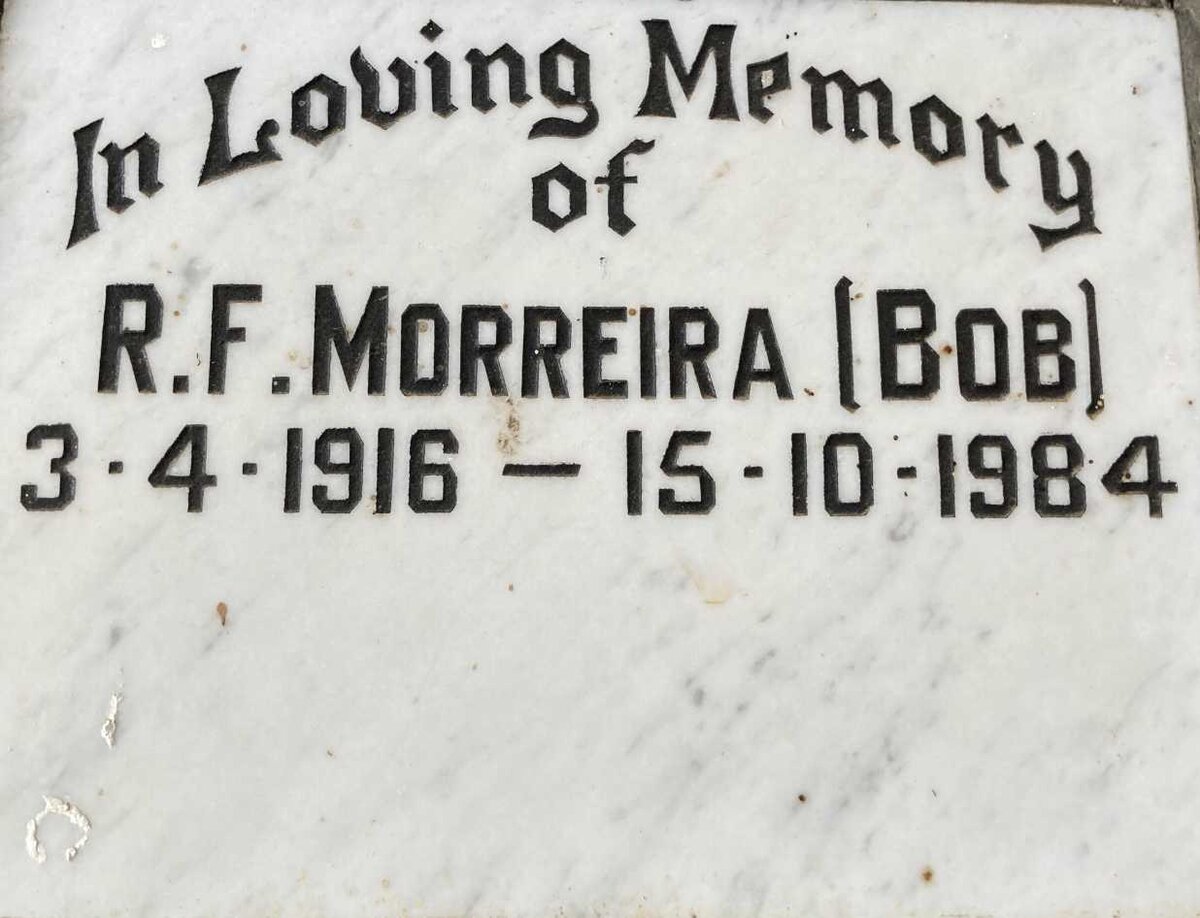 In Loving Memory
of
R.F. MORREIRA (BOB)
3·4·1916 — 15-10-1984